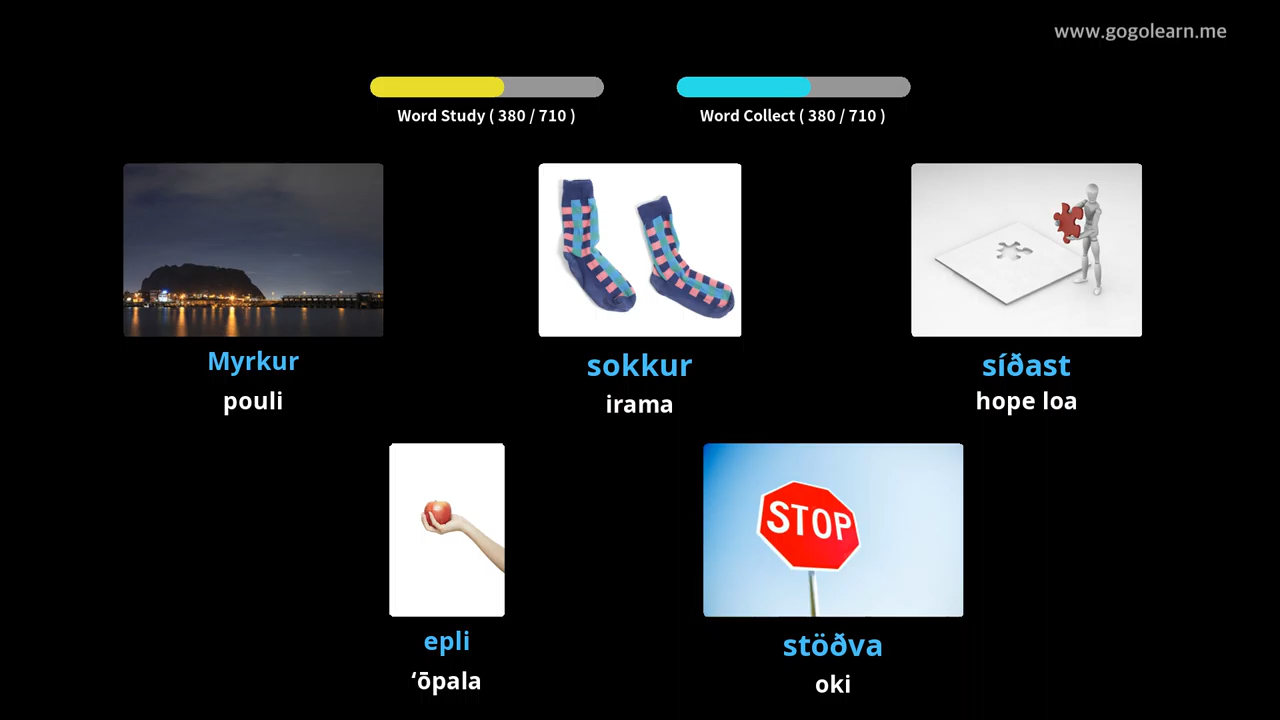 www.gogolearn.me
Word Study ( 380 / 710 )
Word Collect ( 380 / 710 )
Myrkur
pouli
sokkur
irama
síðast
hope loa
STOP
epli
ʻōpala
stöðva
oki